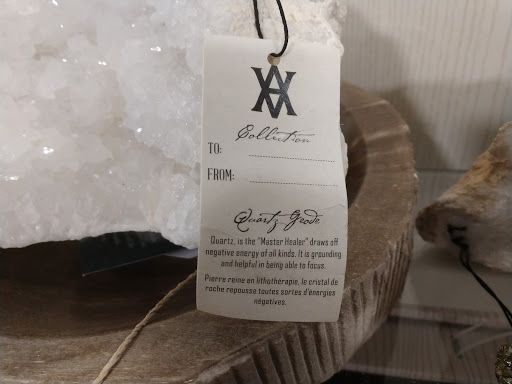 Collection
TO:
FROM:
Quartz Geode
Quartz, is the "Master Healer" draws off
negative energy of all kinds. It is grounding
and helpful in being able to focus.
Pierre reine en lithothérapie, le cristal de
roche repousse toutes sortes d'énergies
négatives.